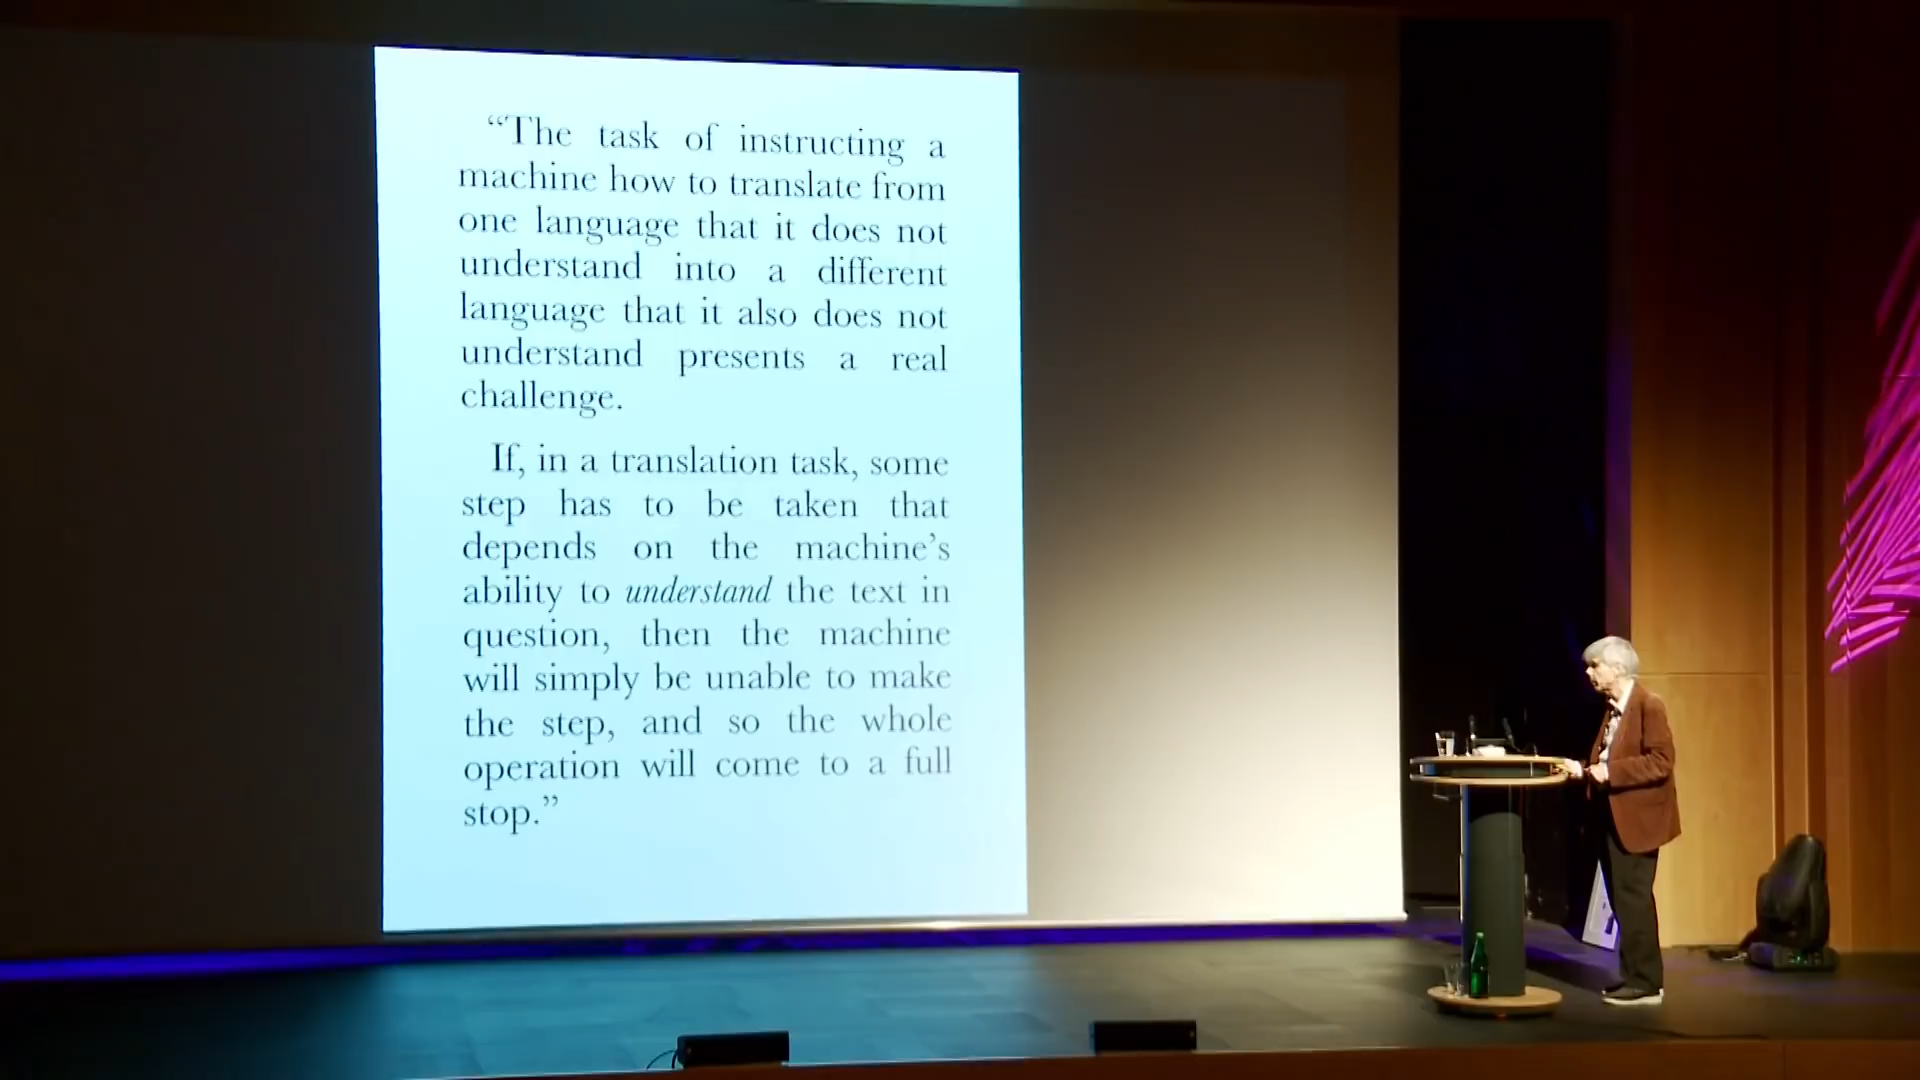 “The task of instructing a
machine how to translate from
one language that it does not
understand into a different
language that it also does not
understand presents a real
challenge.
If, in a translation task, some
step has to be taken that
depends on the machine’s
ability to understand the text in
question, then the machine
will simply be unable to make
the step, and so the whole
operation will come to a full
stop.”